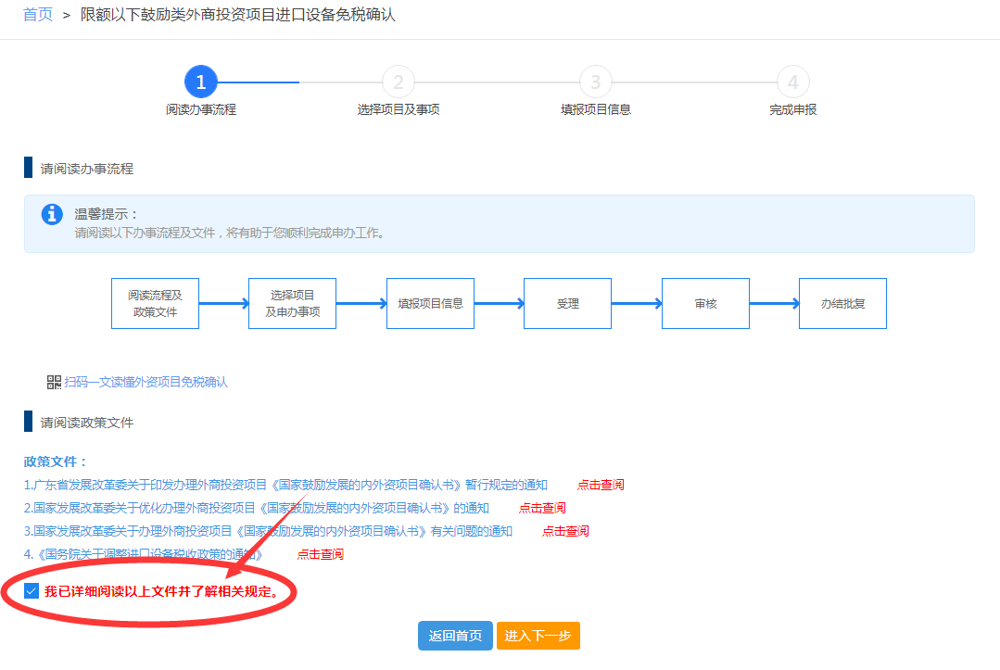 首页 > 限额以下鼓励类外商投资项目进口设备免税确认
1 2 3 4
阅读办事流程 选择项目及事项 填报项目信息 完成申报
请阅读办事流程
温馨提示：
请阅读以下办事流程及文件，将有助于您顺利完成申办工作。
阅读流程及
政策文件
选择项目
及申办事项
填报项目信息
受理
审核
办结批复
扫码一文读懂外资项目免税确认
请阅读政策文件
政策文件：
1.广东省发展改革委关于印发办理外商投资项目《国家鼓励发展的内外资项目确认书》暂行规定的通知 点击查阅
2.国家发展改革委关于优化办理外商投资项目《国家鼓励发展的内外资项目确认书》的通知 点击查阅
3.国家发展改革委关于办理外商投资项目《国家鼓励发展的内外资项目确认书》有关问题的通知 点击查阅
4.《国务院关于调整进口设备税收政策的通知》 点击查阅
我已详细阅读以上文件并了解相关规定。
返回首页 进入下一步